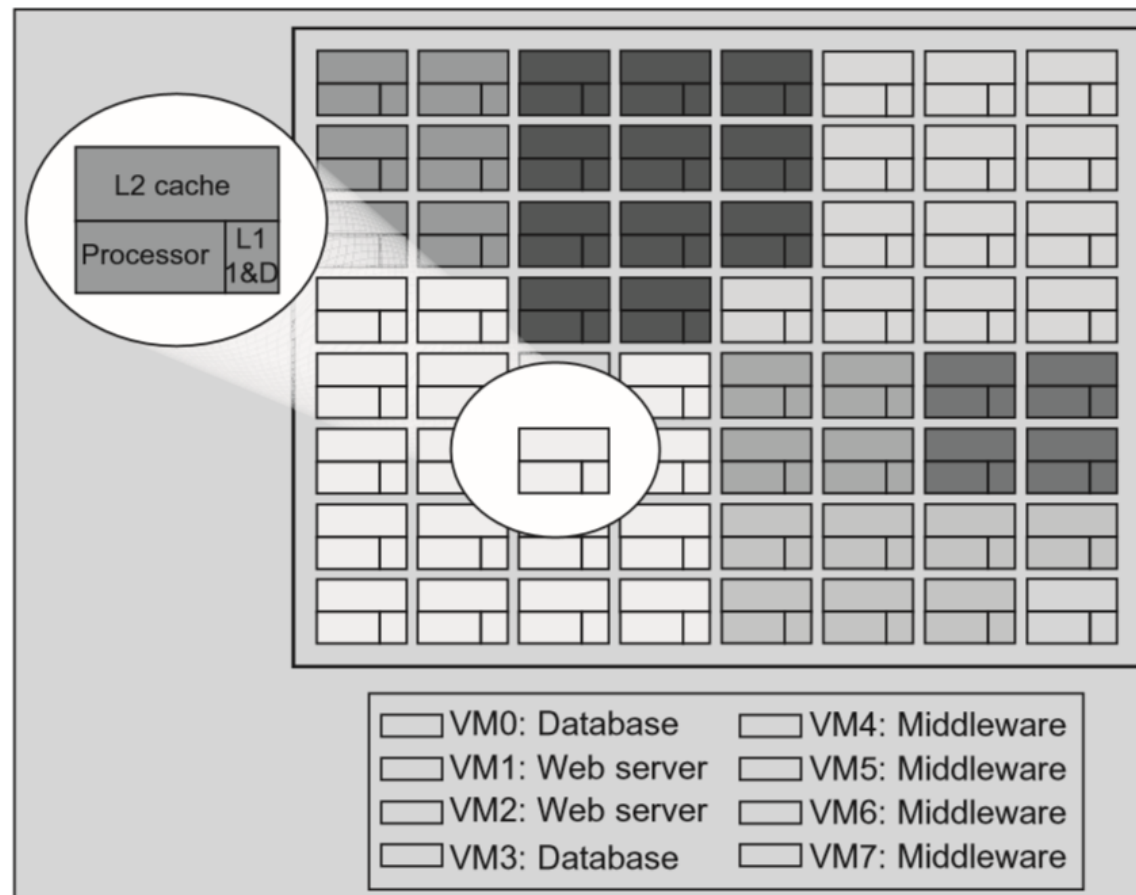 L2 cache
Processor
L1
1&D
VM0: Database
VM1: Web server
VM2: Web server
VM3: Database
VM4: Middleware
VM5: Middleware
VM6: Middleware
VM7: Middleware